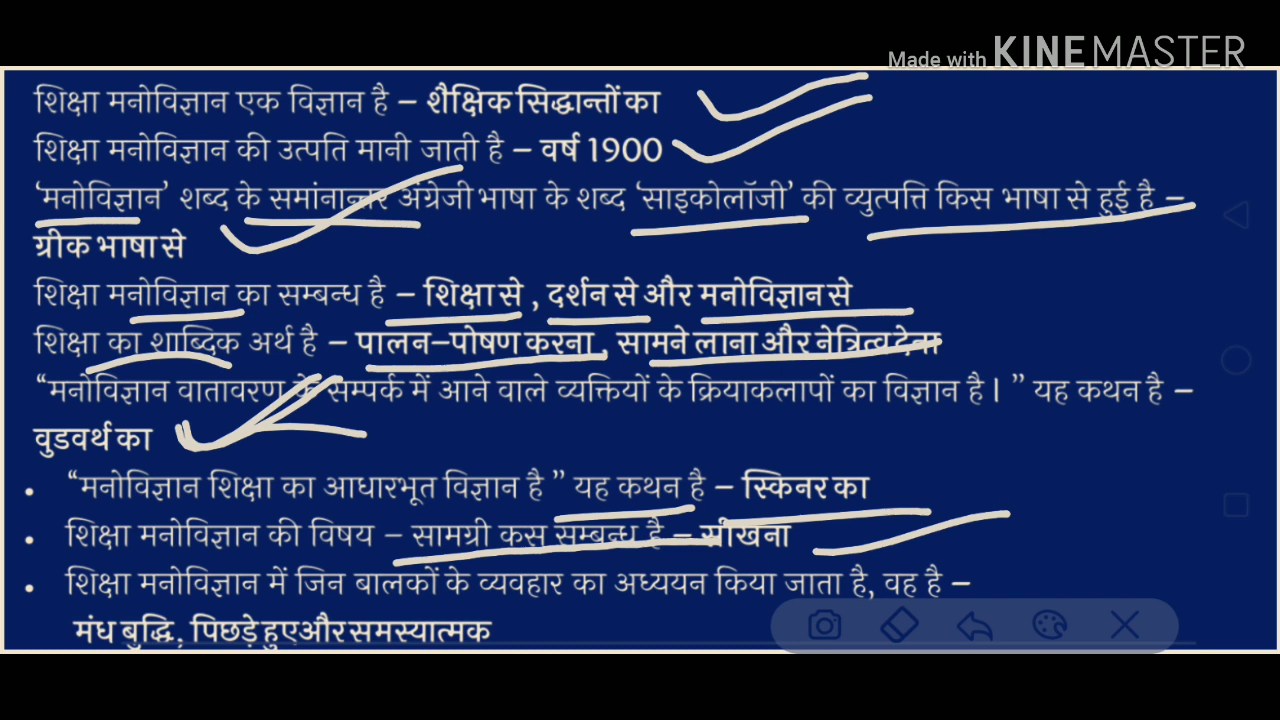 Made with KINEMASTER
शिक्षा मनोविज्ञान एक विज्ञान है – शैक्षिक सिद्धान्तों का
शिक्षा मनोविज्ञान की उत्पति मानी जाती है – वर्ष 1900
‘मनोविज्ञान’ शब्द के समांनान्तर अंग्रेजी भाषा के शब्द ‘साइकोलॉजी’ की व्युत्पत्ति किस भाषा से हुई है –
ग्रीक भाषा से
शिक्षा मनोविज्ञान का सम्बन्ध है – शिक्षा से , दर्शन से और मनोविज्ञान से
शिक्षा का शाब्दिक अर्थ है – पालन–पोषण करना , सामने लाना और नेत्रित्व देना
“मनोविज्ञान वातावरण के सम्पर्क में आने वाले व्यक्तियों के क्रियाकलापों का विज्ञान है। ” यह कथन है –
वुडवर्थ का
• “मनोविज्ञान शिक्षा का आधारभूत विज्ञान है ” यह कथन है – स्किनर का
• शिक्षा मनोविज्ञान की विषय – सामग्री कस सम्बन्ध है – सीखना
• शिक्षा मनोविज्ञान में जिन बालकों के व्यवहार का अध्ययन किया जाता है, वह है –
मंध बुद्धि, पिछड़े हुए और समस्यात्मक